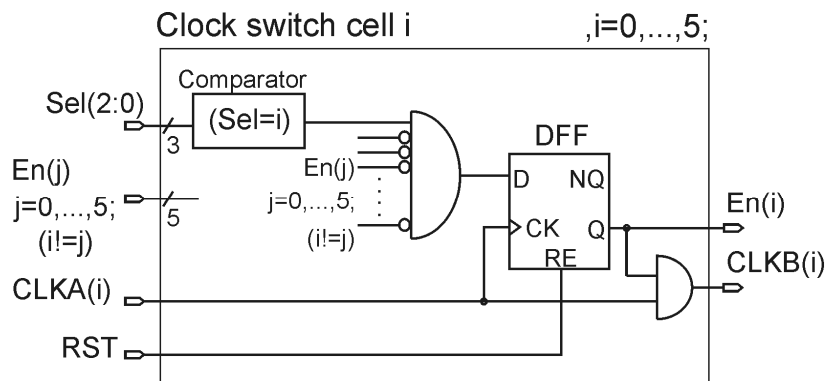 Clock switch cell i ,i=0,...,5;
Comparator
Sel(2:0)
3
(Sel=i)
DFF
En(j)
j=0,...,5;
(i!=j)
5
En(j)
j=0,...,5;
(i!=j)
D NQ
CK Q
RE
En(i)
CLKB(i)
CLKA(i)
RST